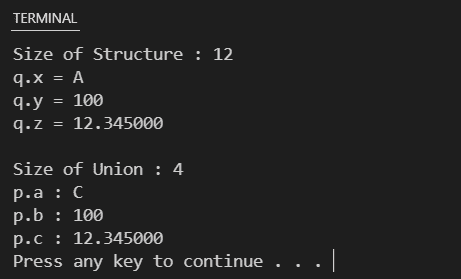 TERMINAL
Size of Structure : 12
q.x = A
q.y = 100
q.z = 12.345000
Size of Union : 4
p.a : C
p.b : 100
p.c : 12.345000
Press any key to continue . . .